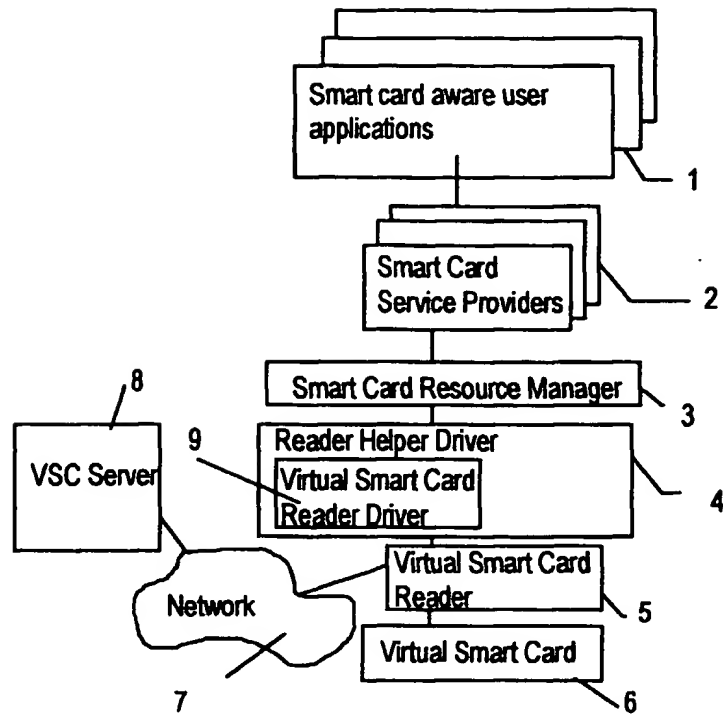 Smart card aware user
applications
1
Smart Card
Service Providers
2
8
Smart Card Resource Manager
3
VSC Server
9
Reader Helper Driver
Virtual Smart Card
Reader Driver
4
Virtual Smart Card
Reader
5
Network
Virtual Smart Card
7
6